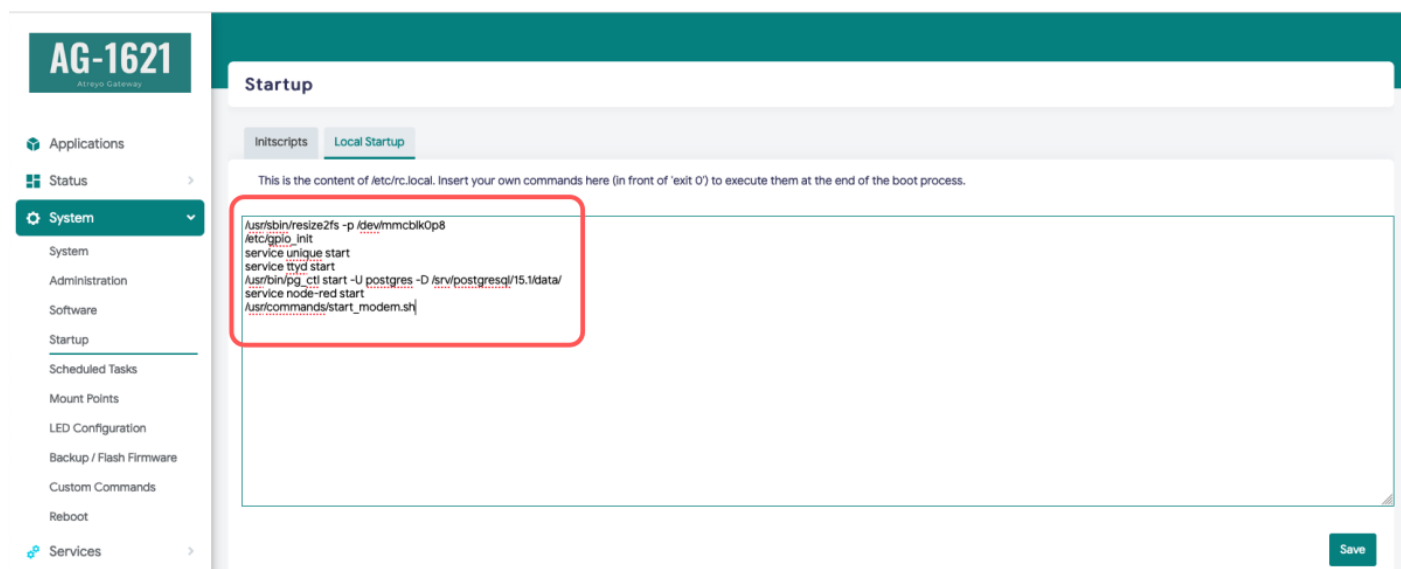 AG-1621
Atreyo Gateway
Applications
Status
System
System
Administration
Software
Startup
Scheduled Tasks
Mount Points
LED Configuration
Backup / Flash Firmware
Custom Commands
Reboot
Services
Startup
Initscripts
Local Startup
This is the content of /etc/rc.local. Insert your own commands here (in front of 'exit 0') to execute them at the end of the boot process.
/usr/sbin/resize2fs -p /dev/mmcblk0p8
/etc/gpio_init
service unique start
service ttyd start
/usr/bin/pg_ctl start -U postgres -D /srv/postgresql/15.1/data/
service node-red start
/usr/commands/start_modem.sh
Save